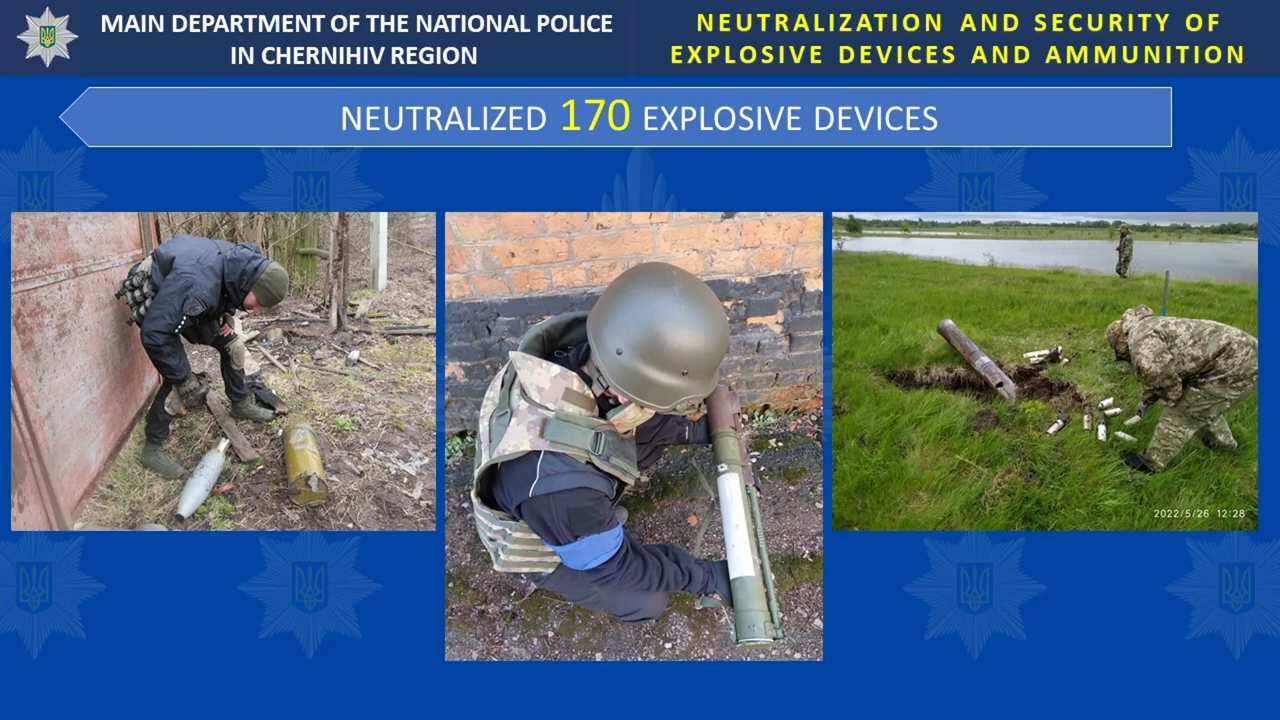 MAIN DEPARTMENT OF THE NATIONAL POLICE
IN CHERNIHIV REGION
NEUTRALIZATION AND SECURITY OF
EXPLOSIVE DEVICES AND AMMUNITION
NEUTRALIZED 170 EXPLOSIVE DEVICES
2022/5/26 12:28